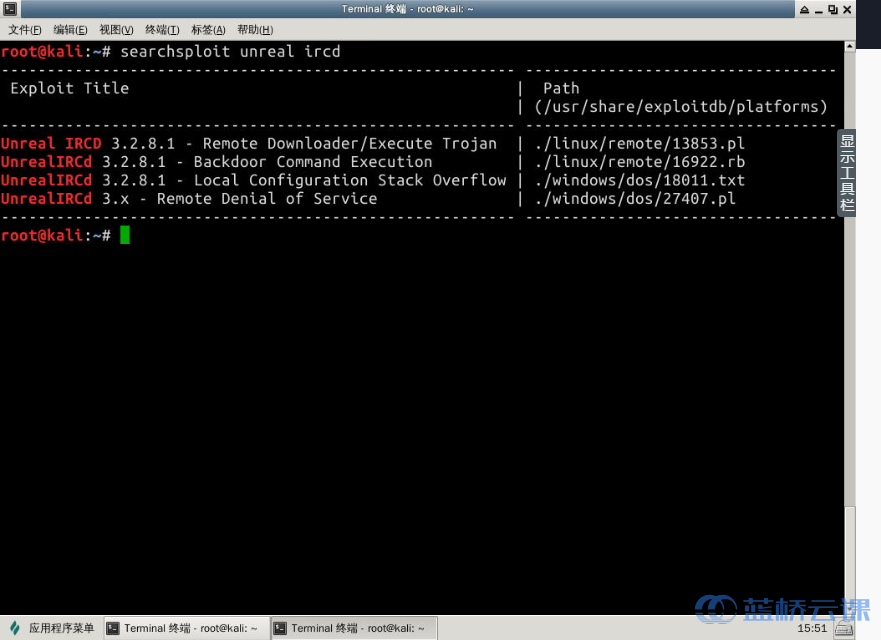 Terminal 终端 - root@kali: ~
文件(F) 编辑(E) 视图(V) 终端(T) 标签(A) 帮助(H)
root@kali:~# searchsploit unreal ircd
--------------------------------------------------------- ----------------------------------
Exploit Title | Path
| (/usr/share/exploitdb/platforms)
--------------------------------------------------------- ----------------------------------
Unreal IRCD 3.2.8.1 - Remote Downloader/Execute Trojan | ./linux/remote/13853.pl
UnrealIRCd 3.2.8.1 - Backdoor Command Execution | ./linux/remote/16922.rb
UnrealIRCd 3.2.8.1 - Local Configuration Stack Overflow | ./windows/dos/18011.txt
UnrealIRCd 3.x - Remote Denial of Service | ./windows/dos/27407.pl
--------------------------------------------------------- ----------------------------------
root@kali:~#
显示工具栏
蓝桥云课
应用程序菜单 Terminal 终端 - root@kali: ~ Terminal 终端 - root@kali: ~ 15:51